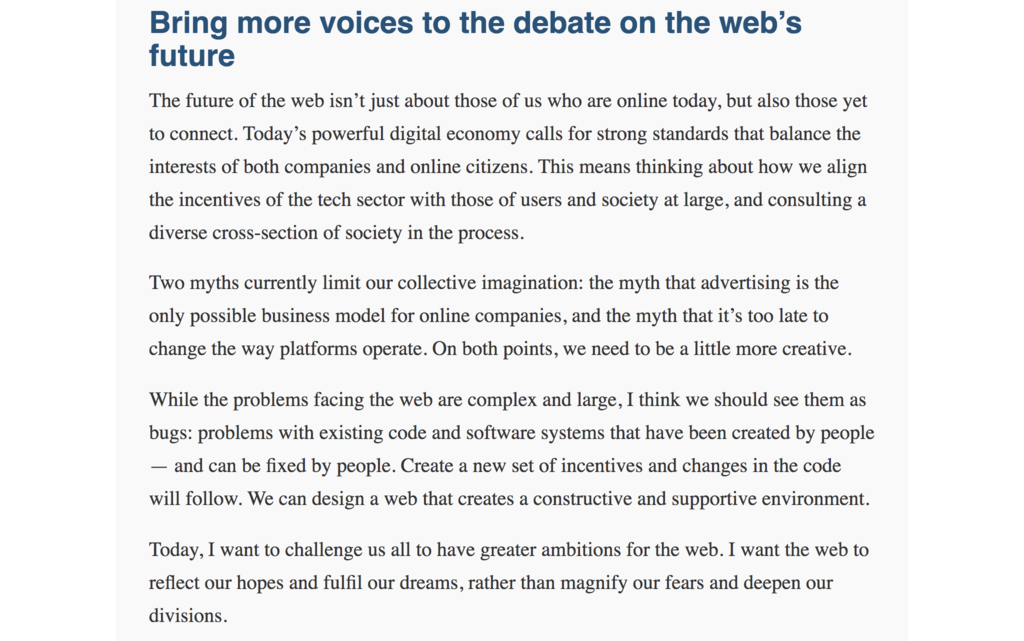 Bring more voices to the debate on the web’s
future
The future of the web isn’t just about those of us who are online today, but also those yet
to connect. Today’s powerful digital economy calls for strong standards that balance the
interests of both companies and online citizens. This means thinking about how we align
the incentives of the tech sector with those of users and society at large, and consulting a
diverse cross-section of society in the process.
Two myths currently limit our collective imagination: the myth that advertising is the
only possible business model for online companies, and the myth that it’s too late to
change the way platforms operate. On both points, we need to be a little more creative.
While the problems facing the web are complex and large, I think we should see them as
bugs: problems with existing code and software systems that have been created by people
— and can be fixed by people. Create a new set of incentives and changes in the code
will follow. We can design a web that creates a constructive and supportive environment.
Today, I want to challenge us all to have greater ambitions for the web. I want the web to
reflect our hopes and fulfil our dreams, rather than magnify our fears and deepen our
divisions.